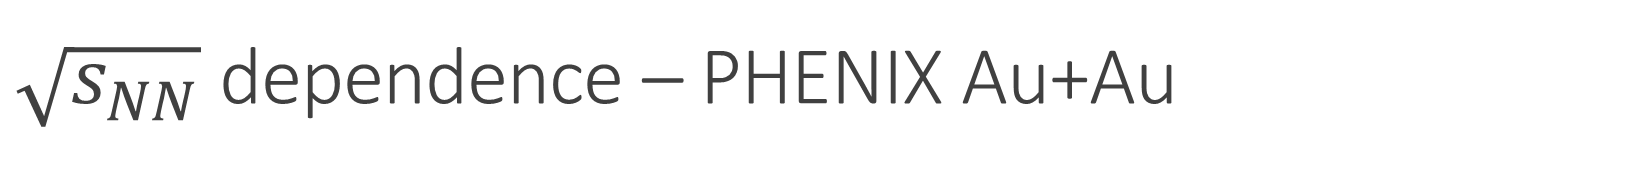 √s_NN dependence – PHENIX Au+Au